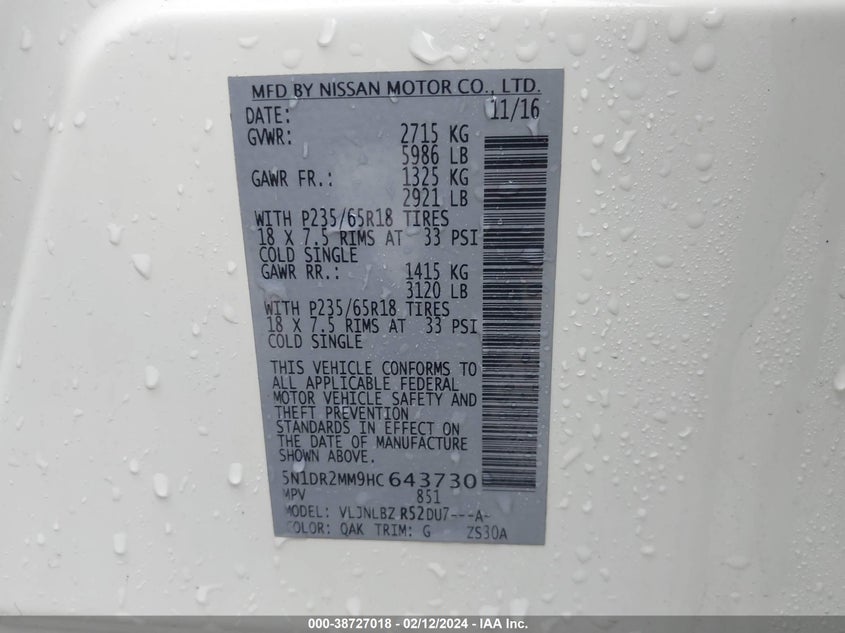 MFD BY NISSAN MOTOR CO., LTD.
DATE: 11/16
GVWR: 2715 KG
5986 LB
GAWR FR.: 1325 KG
2921 LB
WITH P235/65R18 TIRES
18 X 7.5 RIMS AT 33 PSI
COLD SINGLE
GAWR RR.: 1415 KG
3120 LB
WITH P235/65R18 TIRES
18 X 7.5 RIMS AT 33 PSI
COLD SINGLE
THIS VEHICLE CONFORMS TO
ALL APPLICABLE FEDERAL
MOTOR VEHICLE SAFETY AND
THEFT PREVENTION
STANDARDS IN EFFECT ON
THE DATE OF MANUFACTURE
SHOWN ABOVE.
5N1DR2MM9HC643730
MPV 851
MODEL: VLJNLBZ R52DU7---A-
COLOR: QAK TRIM: G ZS30A
000-38727018 - 02/12/2024 - IAAI Inc.